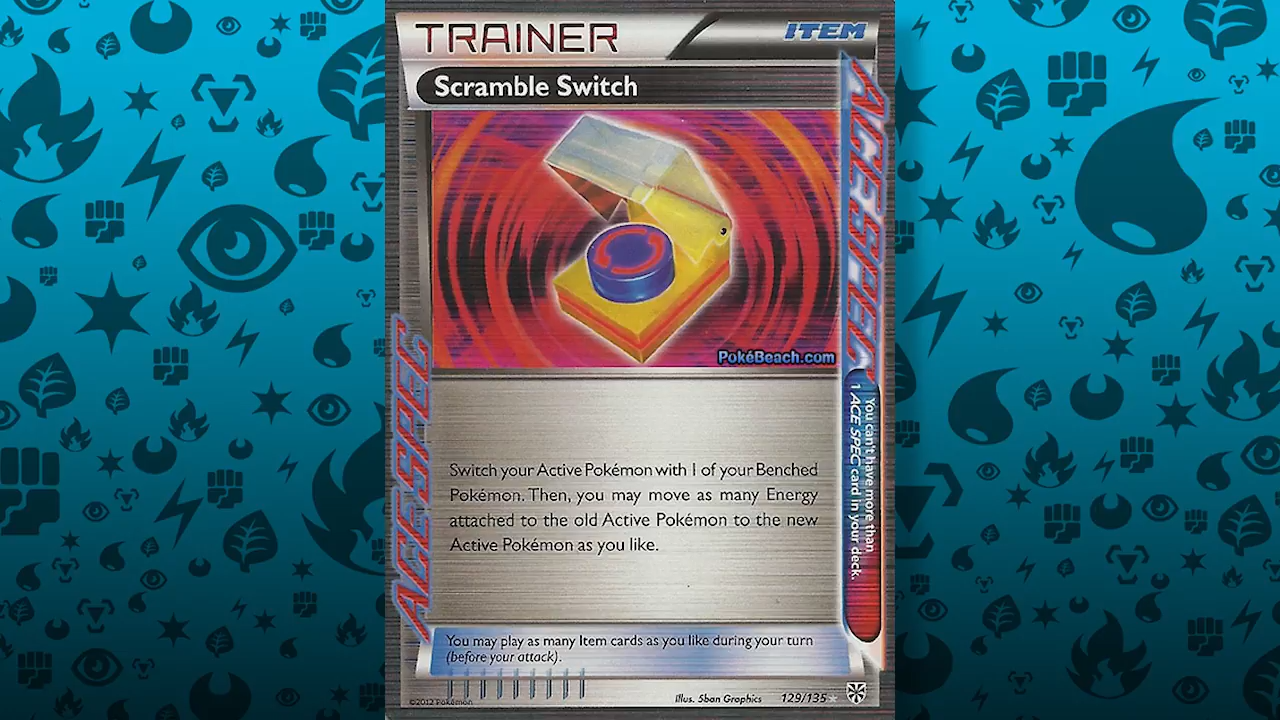 TRAINER
ITEM
Scramble Switch
ACE SPEC
PokéBeach.com
ACE SPEC
You can't have more than
1 ACE SPEC card in your deck.
Switch your Active Pokémon with 1 of your Benched
Pokémon. Then, you may move as many Energy
attached to the old Active Pokémon to the new
Active Pokémon as you like.
You may play as many Item cards as you like during your turn
(before your attack).
©2012 Pokémon
Illus. 5ban Graphics
129/135